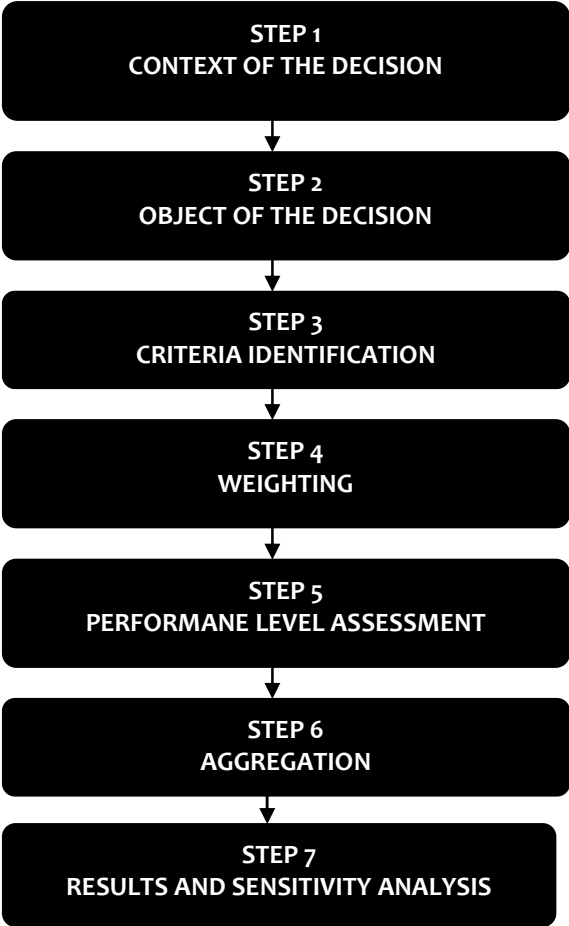 STEP 1
CONTEXT OF THE DECISION
STEP 2
OBJECT OF THE DECISION
STEP 3
CRITERIA IDENTIFICATION
STEP 4
WEIGHTING
STEP 5
PERFORMANE LEVEL ASSESSMENT
STEP 6
AGGREGATION
STEP 7
RESULTS AND SENSITIVITY ANALYSIS